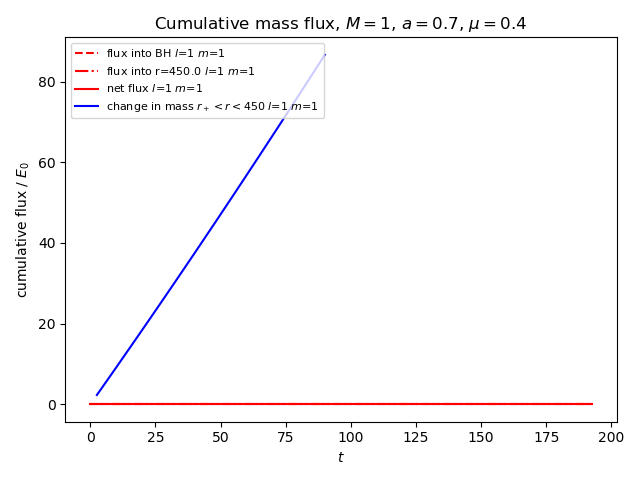 Cumulative mass flux, M = 1, a = 0.7, μ = 0.4
flux into BH l=1 m=1
flux into r=450.0 l=1 m=1
net flux l=1 m=1
change in mass r₊ < r < 450 l=1 m=1
cumulative flux / E₀
80
60
40
20
0
0 25 50 75 100 125 150 175 200
t